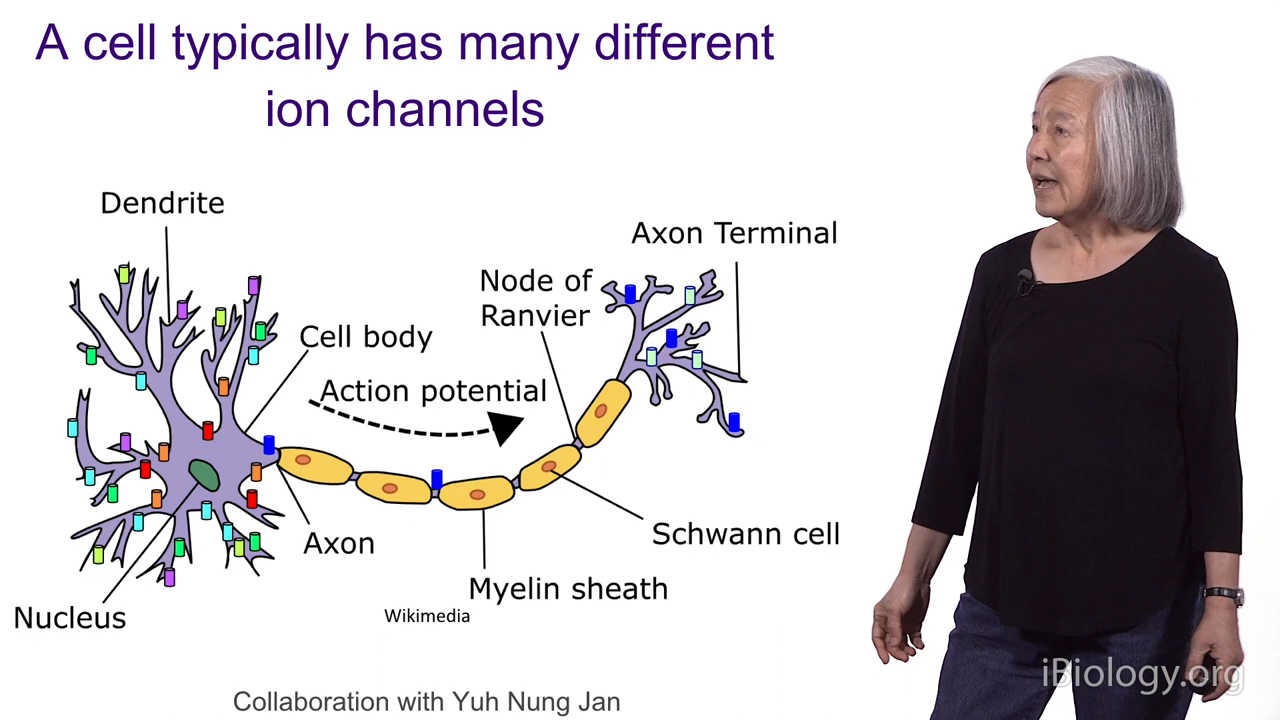 A cell typically has many different
ion channels
Dendrite
Axon Terminal
Node of
Ranvier
Cell body
Action potential
Axon
Schwann cell
Myelin sheath
Nucleus
Wikimedia
iBiology.org
Collaboration with Yuh Nung Jan